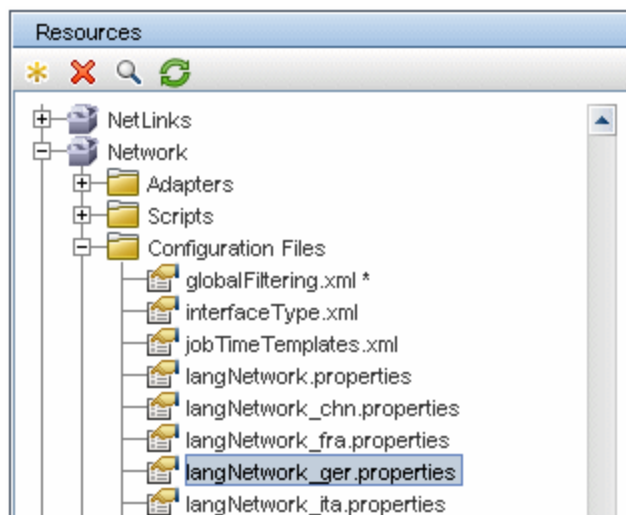 Resources
NetLinks
Network
Adapters
Scripts
Configuration Files
globalFiltering.xml *
interfaceType.xml
jobTimeTemplates.xml
langNetwork.properties
langNetwork_chn.properties
langNetwork_fra.properties
langNetwork_ger.properties
langNetwork_ita.properties